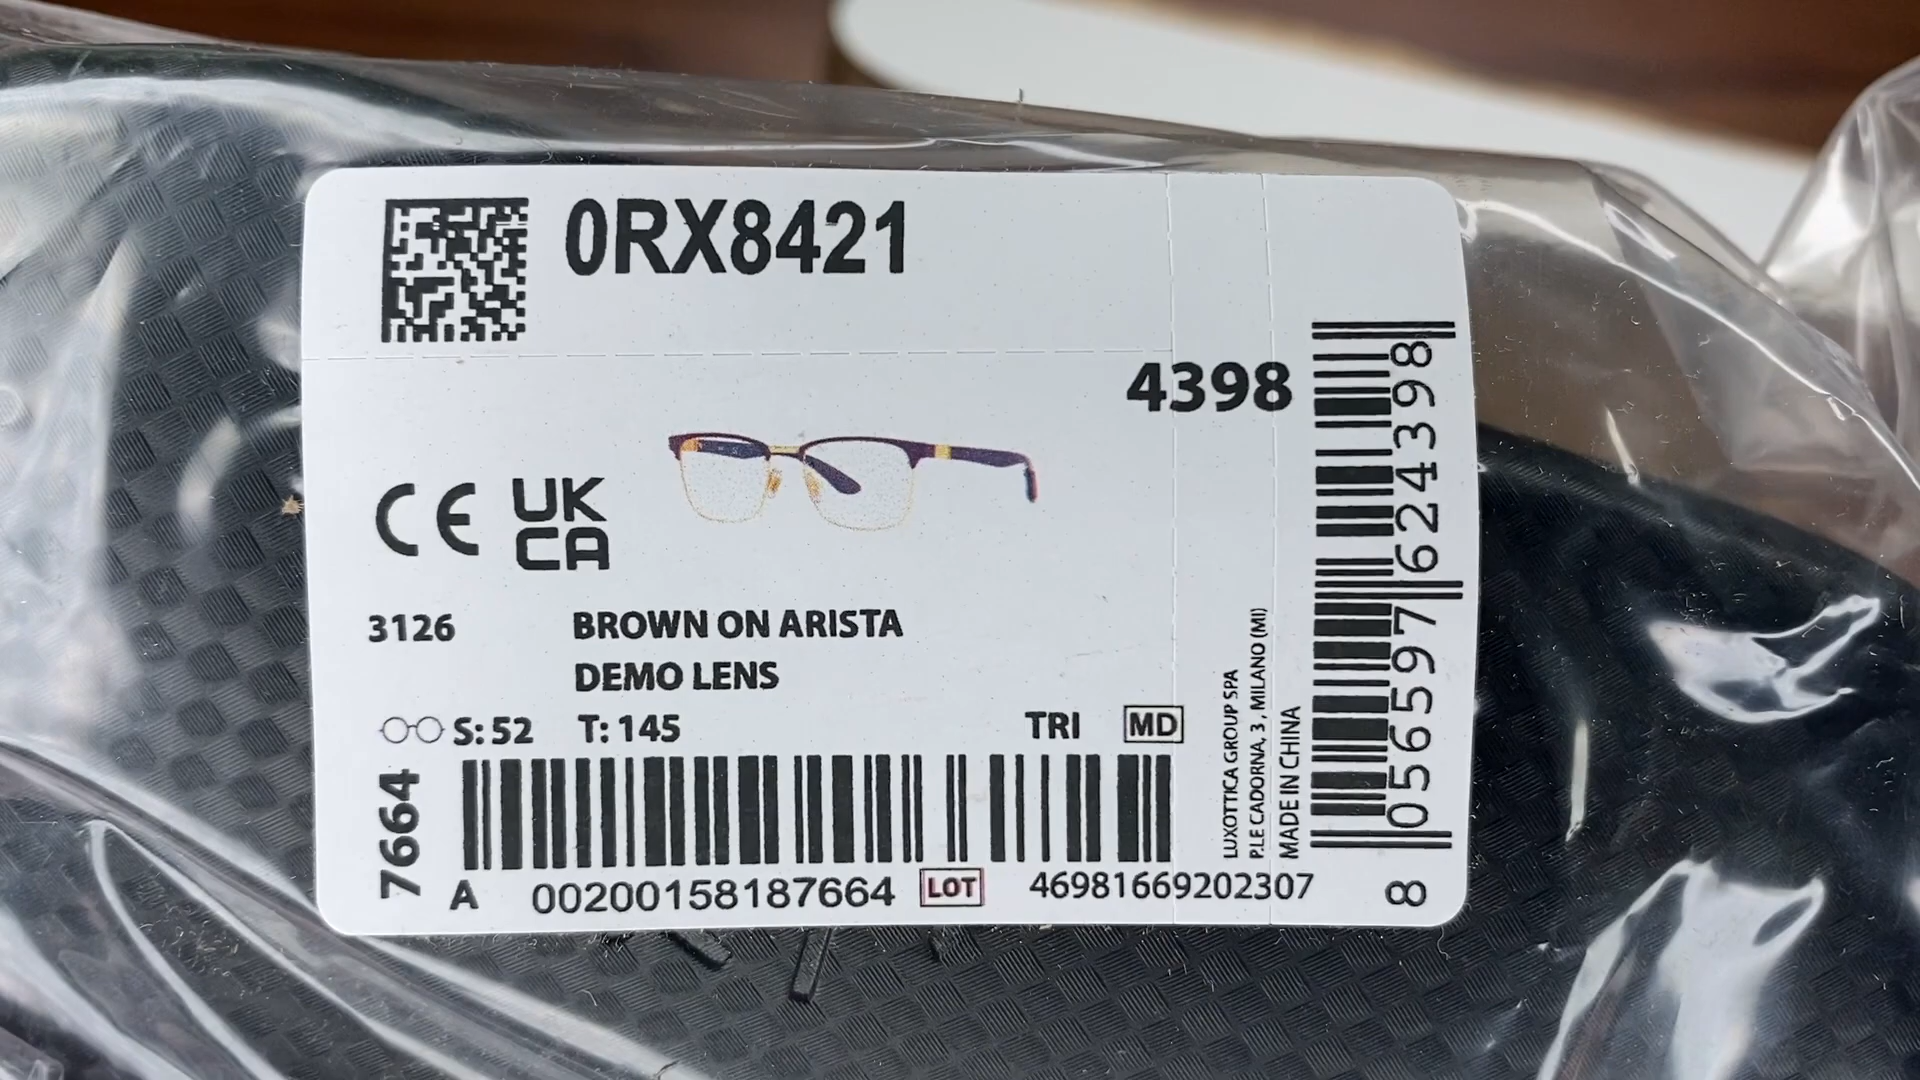 0RX8421
4398
CE
UK
CA
3126 BROWN ON ARISTA
DEMO LENS
S: 52 T: 145 TRI MD
7664
A 00200158187664 LOT 46981669202307
LUXOTTICA GROUP SPA
P.LE CADORNA, 3, MILANO (MI)
MADE IN CHINA
8 056597 624398